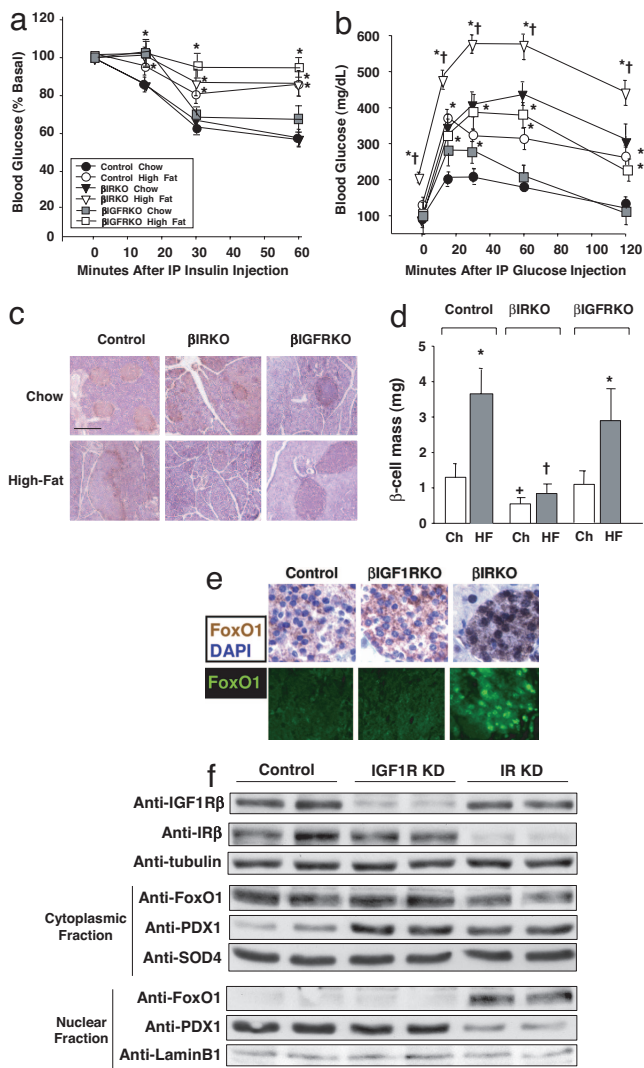 a
Blood Glucose (% Basal)
120
100
80
60
40
20
0
* * *
* * *
*
Control Chow
Control High Fat
βIRKO Chow
βIRKO High Fat
βIGFRKO Chow
βIGFRKO High Fat
0 20 40 60
Minutes After IP Insulin Injection
b
Blood Glucose (mg/dL)
600
500
400
300
200
100
*† *† *† *† *†
* * * * * * * *
0 20 40 60 80 100 120
Minutes After IP Glucose Injection
c
Control βIRKO βIGFRKO
Chow
High-Fat
d
Control βIRKO βIGFRKO
β-cell mass (mg)
5
4
3
2
1
0
* + † *
Ch HF Ch HF Ch HF
e
Control βIGF1RKO βIRKO
FoxO1
DAPI
FoxO1
f
Control IGF1R KD IR KD
Anti-IGF1Rβ
Anti-IRβ
Anti-tubulin
Cytoplasmic
Fraction
Anti-FoxO1
Anti-PDX1
Anti-SOD4
Nuclear
Fraction
Anti-FoxO1
Anti-PDX1
Anti-LaminB1